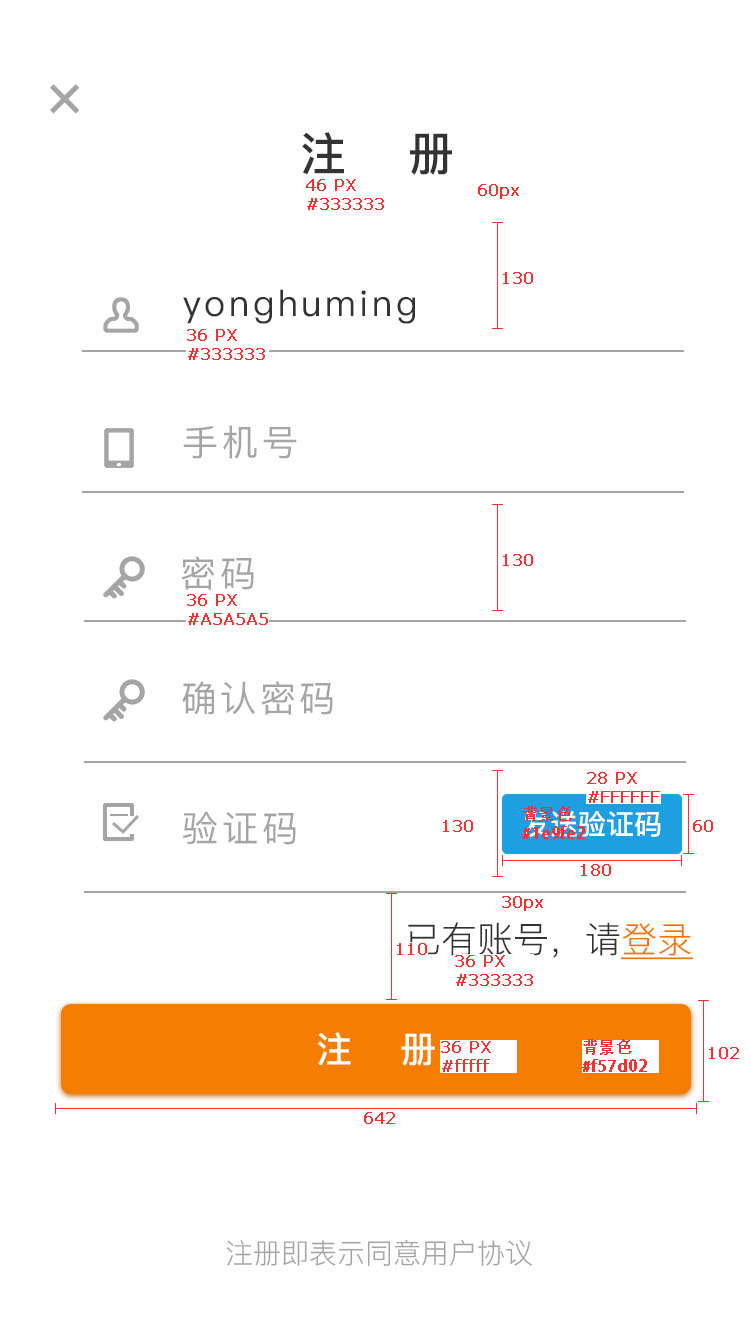 注 册
46 PX
#333333
60px
130
yonghuming
36 PX
#333333
手机号
130
密码
36 PX
#A5A5A5
确认密码
28 PX
#FFFFFF
验证码
130
背景色
#1e9fe2
发送验证码
60
180
30px
已有账号，请登录
110
36 PX
#333333
注 册
36 PX
#fffff
背景色
#f57d02
102
642
注册即表示同意用户协议